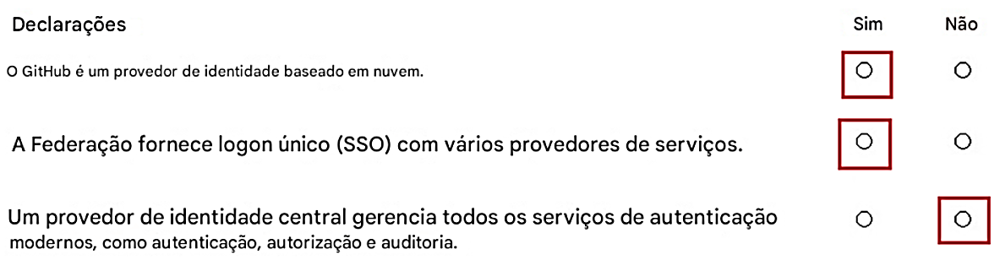 Declarações Sim Não
O GitHub é um provedor de identidade baseado em nuvem.
A Federação fornece logon único (SSO) com vários provedores de serviços.
Um provedor de identidade central gerencia todos os serviços de autenticação
modernos, como autenticação, autorização e auditoria.